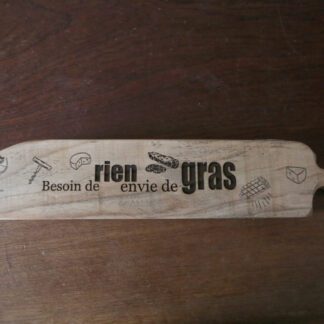 Besoin de rien envie de gras